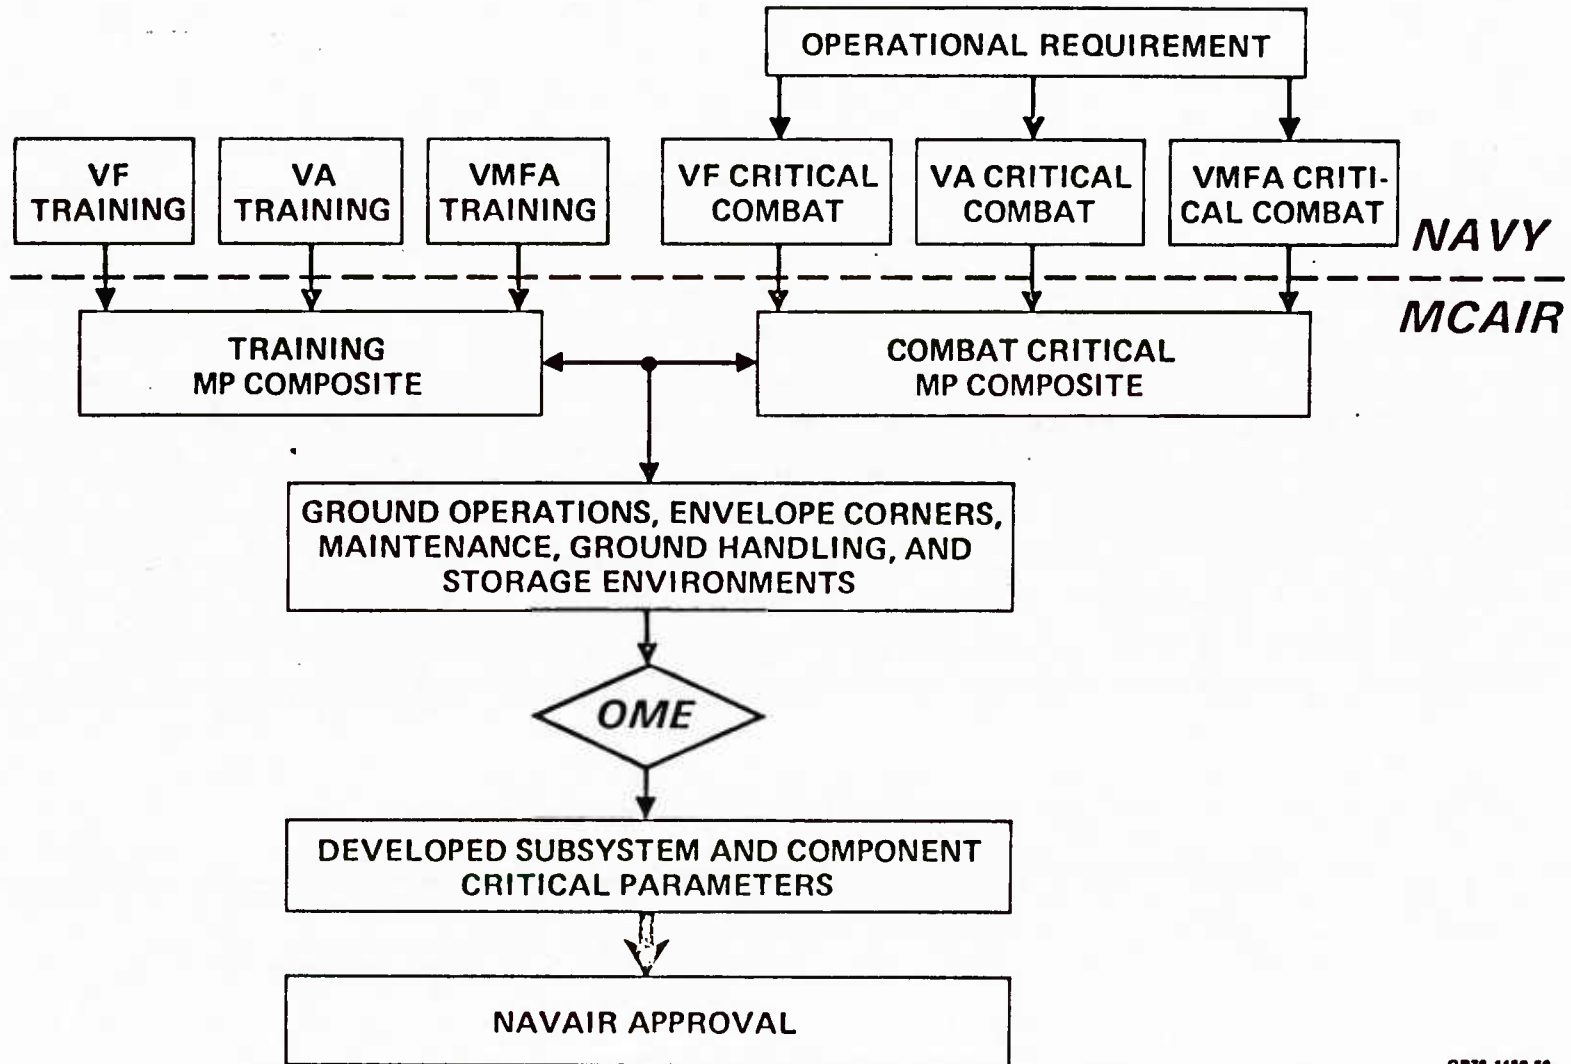 OPERATIONAL REQUIREMENT
VF
TRAINING
VA
TRAINING
VMFA
TRAINING
VF CRITICAL
COMBAT
VA CRITICAL
COMBAT
VMFA CRITI-
CAL COMBAT
NAVY
MCAIR
TRAINING
MP COMPOSITE
COMBAT CRITICAL
MP COMPOSITE
GROUND OPERATIONS, ENVELOPE CORNERS,
MAINTENANCE, GROUND HANDLING, AND
STORAGE ENVIRONMENTS
OME
DEVELOPED SUBSYSTEM AND COMPONENT
CRITICAL PARAMETERS
NAVAIR APPROVAL